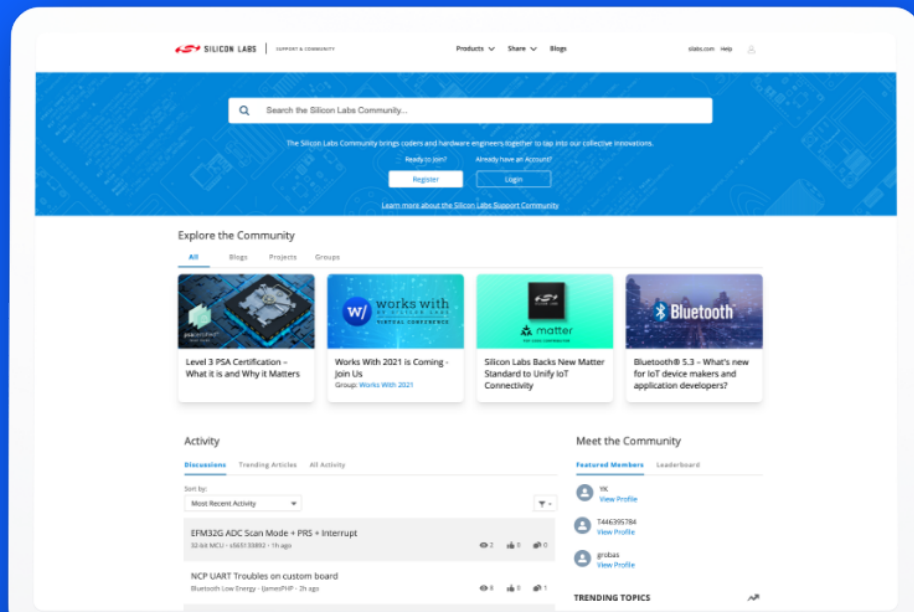 SILICON LABS
SUPPORT & COMMUNITY
Products
Share
Blogs
silabs.com
Help
Search the Silicon Labs Community...
The Silicon Labs Community brings coders and hardware engineers together to tap into our collective innovations.
Ready to Join?
Already have an Account?
Register
Login
Learn more about the Silicon Labs Support Community
Explore the Community
All
Blogs
Projects
Groups
psacertified
W/
works with
BY SILICON LABS
VIRTUAL CONFERENCE
matter
Bluetooth
Level 3 PSA Certification –
What it is and Why it Matters
Works With 2021 is Coming -
Join Us
Group: Works With 2021
Silicon Labs Backs New Matter
Standard to Unify IoT
Connectivity
Bluetooth® 5.3 – What's new
for IoT device makers and
application developers?
Activity
Discussions
Trending Articles
All Activity
Sort by:
Most Recent Activity
EFM32G ADC Scan Mode + PRS + Interrupt
32-bit MCU - s565133892 - 1h ago
2
0
0
NCP UART Troubles on custom board
Bluetooth Low Energy - IJamesPHP - 2h ago
8
0
1
Meet the Community
Featured Members
Leaderboard
YK
View Profile
T446395784
View Profile
grobas
View Profile
TRENDING TOPICS